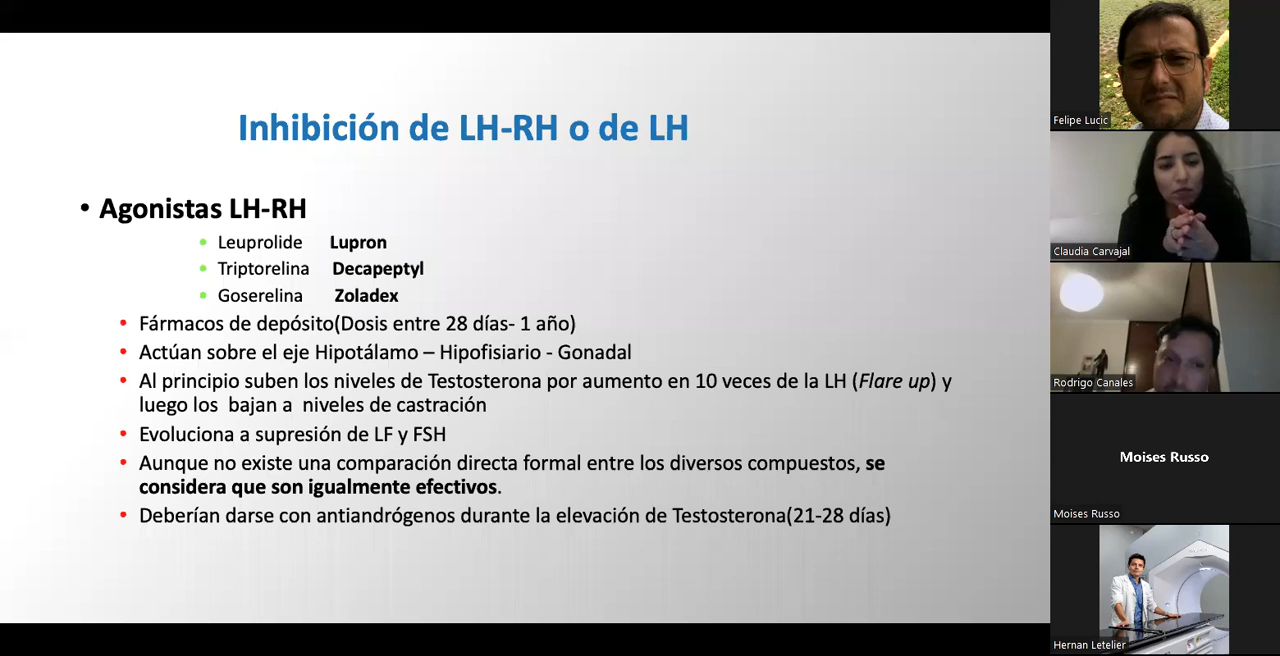 Inhibición de LH-RH o de LH
• Agonistas LH-RH
• Leuprolide Lupron
• Triptorelina Decapeptyl
• Goserelina Zoladex
• Fármacos de depósito(Dosis entre 28 días- 1 año)
• Actúan sobre el eje Hipotálamo – Hipofisiario - Gonadal
• Al principio suben los niveles de Testosterona por aumento en 10 veces de la LH (Flare up) y
luego los bajan a niveles de castración
• Evoluciona a supresión de LF y FSH
• Aunque no existe una comparación directa formal entre los diversos compuestos, se
considera que son igualmente efectivos.
• Deberían darse con antiandrógenos durante la elevación de Testosterona(21-28 días)
Felipe Lucic
Claudia Carvajal
Rodrigo Canales
Moises Russo
Moises Russo
Hernan Letelier